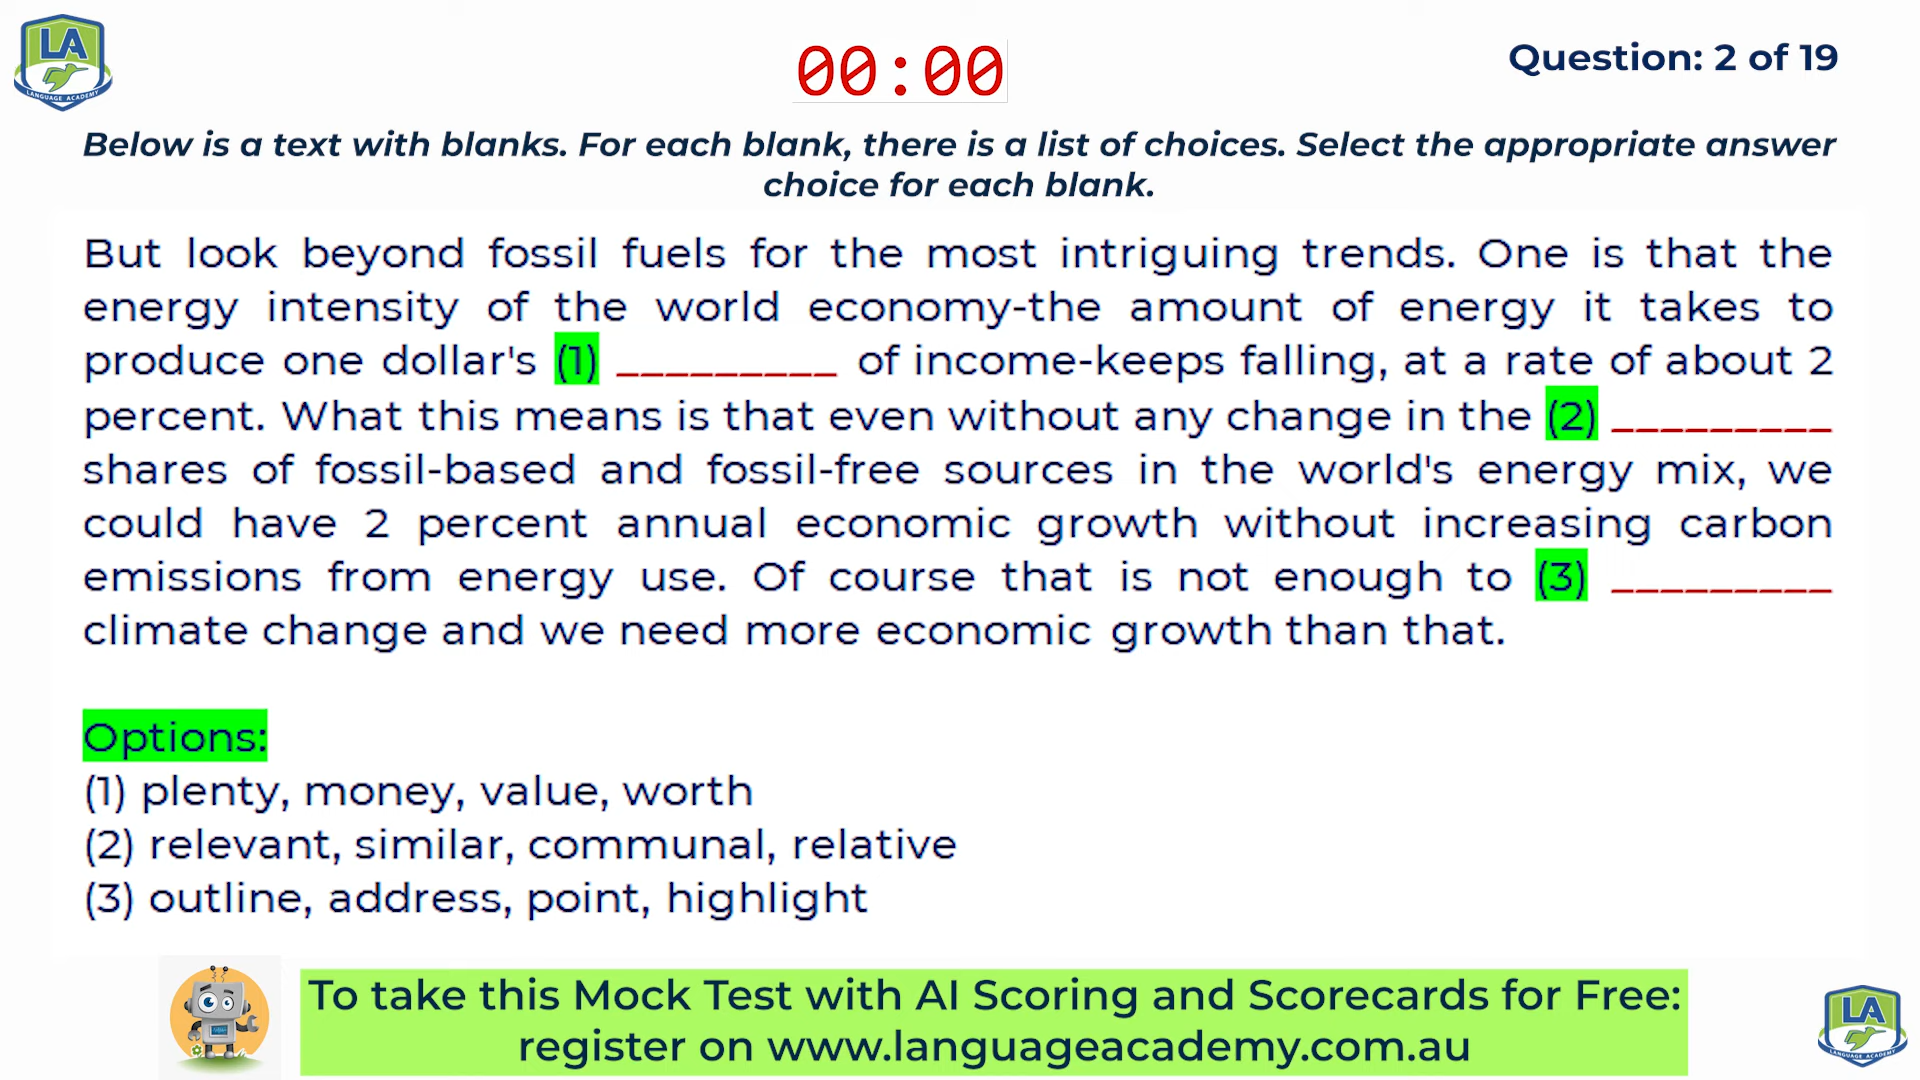 LA
LANGUAGE ACADEMY
00:00
Question: 2 of 19
Below is a text with blanks. For each blank, there is a list of choices. Select the appropriate answer
choice for each blank.
But look beyond fossil fuels for the most intriguing trends. One is that the
energy intensity of the world economy-the amount of energy it takes to
produce one dollar's (1) _________ of income-keeps falling, at a rate of about 2
percent. What this means is that even without any change in the (2) _________
shares of fossil-based and fossil-free sources in the world's energy mix, we
could have 2 percent annual economic growth without increasing carbon
emissions from energy use. Of course that is not enough to (3) _________
climate change and we need more economic growth than that.
Options:
(1) plenty, money, value, worth
(2) relevant, similar, communal, relative
(3) outline, address, point, highlight
To take this Mock Test with AI Scoring and Scorecards for Free:
register on www.languageacademy.com.au
LA
LANGUAGE ACADEMY